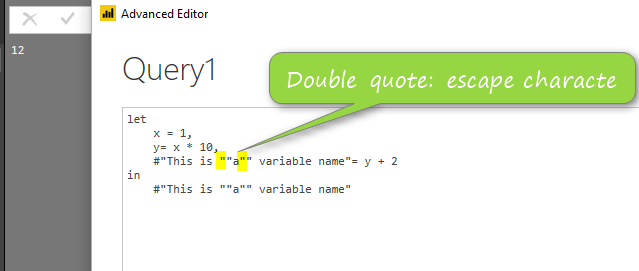 Advanced Editor
12
Query1
Double quote: escape characte
let
x = 1,
y= x * 10,
#"This is ""a"" variable name"= y + 2
in
#"This is ""a"" variable name"